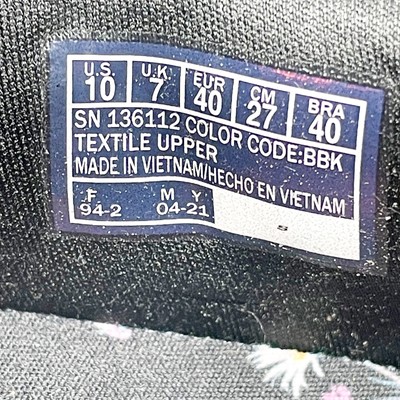 U.S. U.K. EUR CM BRA
10 7 40 27 40
SN 136112 COLOR CODE:BBK
TEXTILE UPPER
MADE IN VIETNAM/HECHO EN VIETNAM
F M Y
94-2 04-21
S